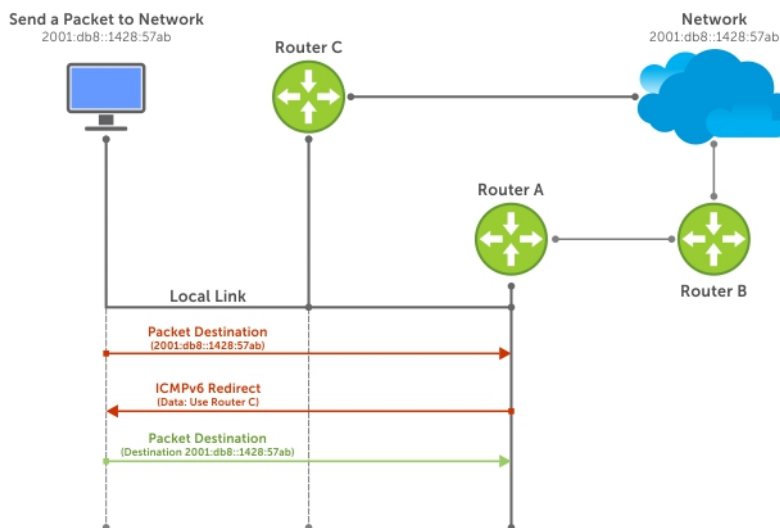 Send a Packet to Network
2001:db8::1428:57ab
Router C
Network
2001:db8::1428:57ab
Router A
Router B
Local Link
Packet Destination
(2001:db8::1428:57ab)
ICMPv6 Redirect
(Data: Use Router C)
Packet Destination
(Destination 2001:db8::1428:57ab)